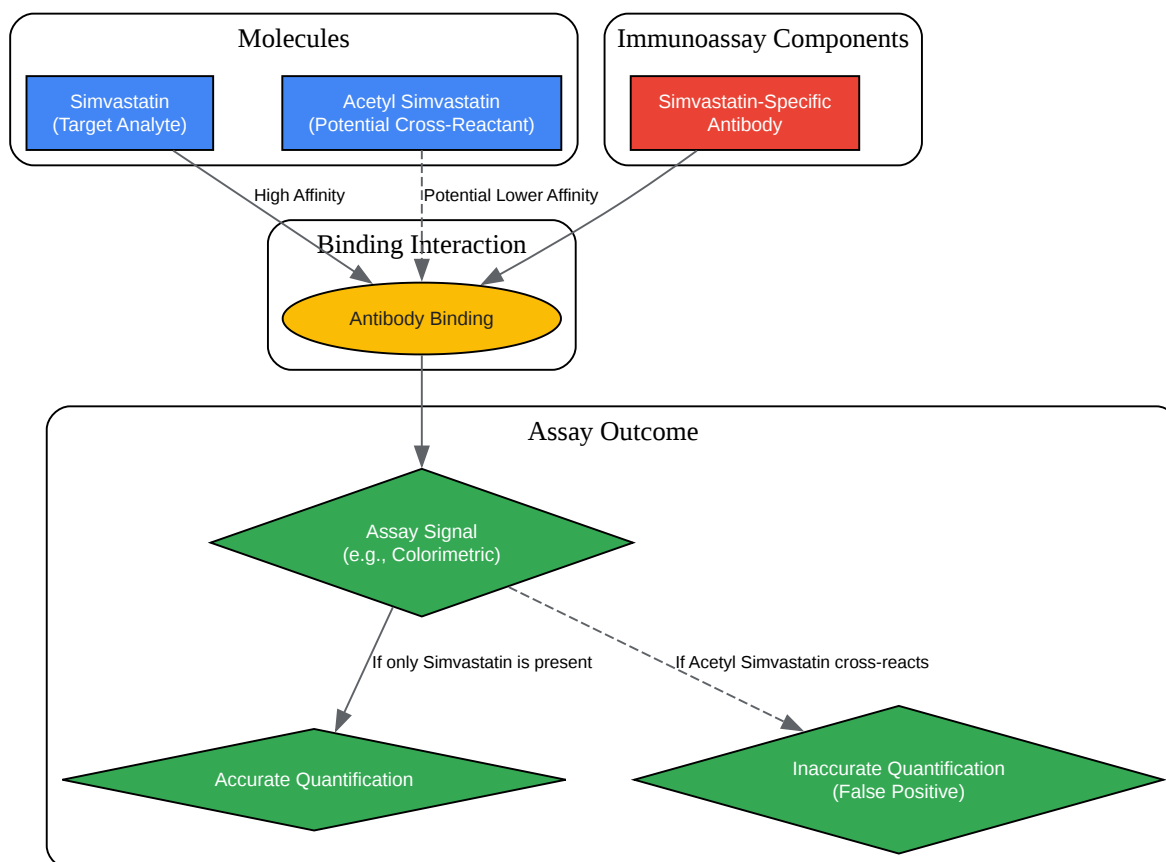 Molecules
Immunoassay Components
Simvastatin
(Target Analyte)
Acetyl Simvastatin
(Potential Cross-Reactant)
Simvastatin-Specific
Antibody
High Affinity
Potential Lower Affinity
Binding Interaction
Antibody Binding
Assay Outcome
Assay Signal
(e.g., Colorimetric)
If only Simvastatin is present
If Acetyl Simvastatin cross-reacts
Accurate Quantification
Inaccurate Quantification
(False Positive)